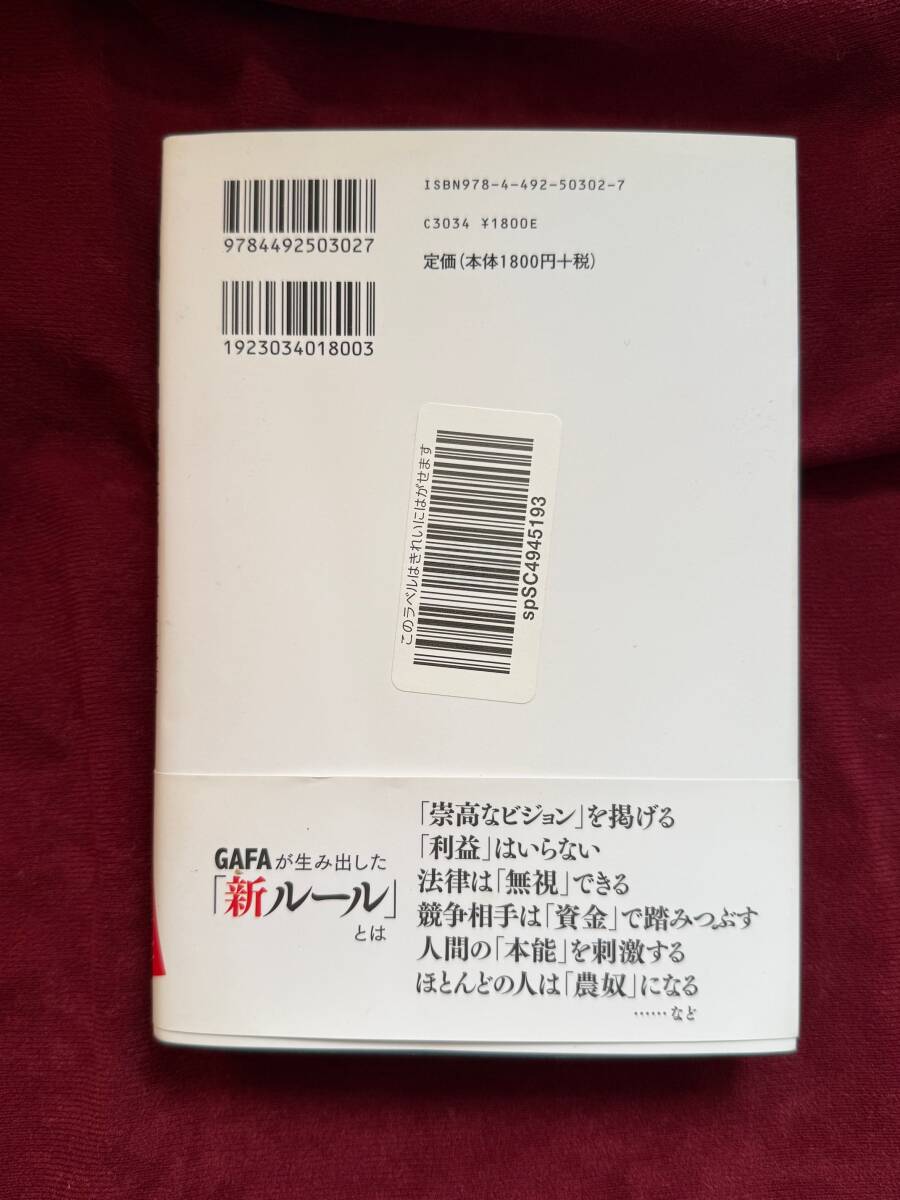 9784492503027
1923034018003
ISBN978-4-492-50302-7
C3034 ¥1800E
定価(本体1800円+税)
このラベルはきれいにはがせます
spSC4945193
GAFAが生み出した
「新ルール」
とは
「崇高なビジョン」を掲げる
「利益」はいらない
法律は「無視」できる
競争相手は「資金」で踏みつぶす
人間の「本能」を刺激する
ほとんどの人は「農奴」になる
……など